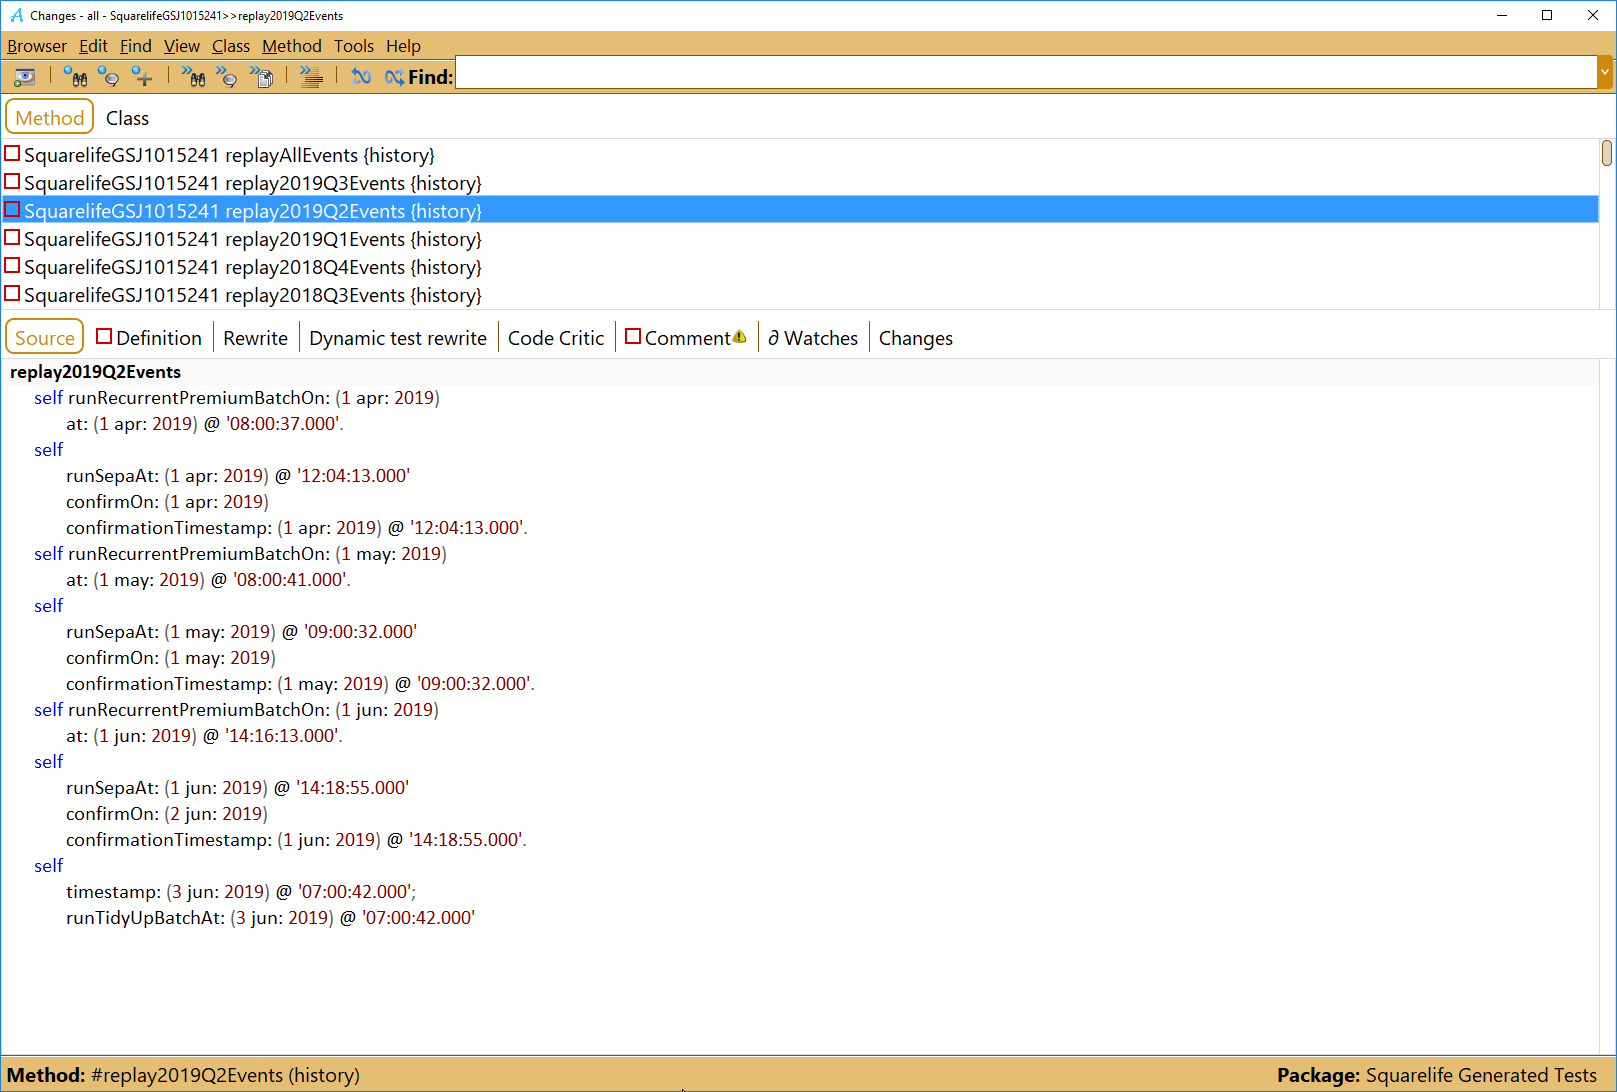 Changes - all - SquarelifeGSJ1015241>>replay2019Q2Events
Browser Edit Find View Class Method Tools Help
Find:
Method Class
SquarelifeGSJ1015241 replayAllEvents {history}
SquarelifeGSJ1015241 replay2019Q3Events {history}
SquarelifeGSJ1015241 replay2019Q2Events {history}
SquarelifeGSJ1015241 replay2019Q1Events {history}
SquarelifeGSJ1015241 replay2018Q4Events {history}
SquarelifeGSJ1015241 replay2018Q3Events {history}
Source Definition Rewrite Dynamic test rewrite Code Critic Comment ∂ Watches Changes
replay2019Q2Events
self runRecurrentPremiumBatchOn: (1 apr: 2019)
at: (1 apr: 2019) @ '08:00:37.000'.
self
runSepaAt: (1 apr: 2019) @ '12:04:13.000'
confirmOn: (1 apr: 2019)
confirmationTimestamp: (1 apr: 2019) @ '12:04:13.000'.
self runRecurrentPremiumBatchOn: (1 may: 2019)
at: (1 may: 2019) @ '08:00:41.000'.
self
runSepaAt: (1 may: 2019) @ '09:00:32.000'
confirmOn: (1 may: 2019)
confirmationTimestamp: (1 may: 2019) @ '09:00:32.000'.
self runRecurrentPremiumBatchOn: (1 jun: 2019)
at: (1 jun: 2019) @ '14:16:13.000'.
self
runSepaAt: (1 jun: 2019) @ '14:18:55.000'
confirmOn: (2 jun: 2019)
confirmationTimestamp: (1 jun: 2019) @ '14:18:55.000'.
self
timestamp: (3 jun: 2019) @ '07:00:42.000';
runTidyUpBatchAt: (3 jun: 2019) @ '07:00:42.000'
Method: #replay2019Q2Events (history) Package: Squarelife Generated Tests